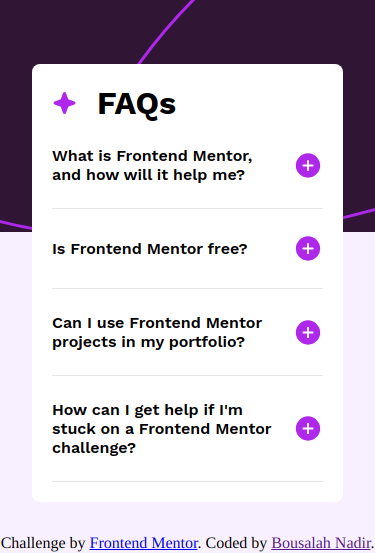 FAQs
What is Frontend Mentor,
and how will it help me?
Is Frontend Mentor free?
Can I use Frontend Mentor
projects in my portfolio?
How can I get help if I'm
stuck on a Frontend Mentor
challenge?
Challenge by Frontend Mentor. Coded by Bousalah Nadir.